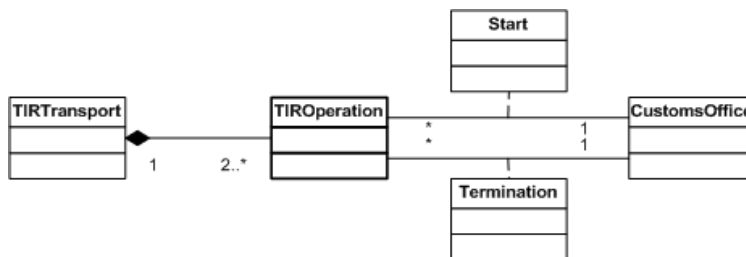 Start
TIRTransport
TIROperation
CustomsOffice
* 1
* 1
1 2..*
Termination